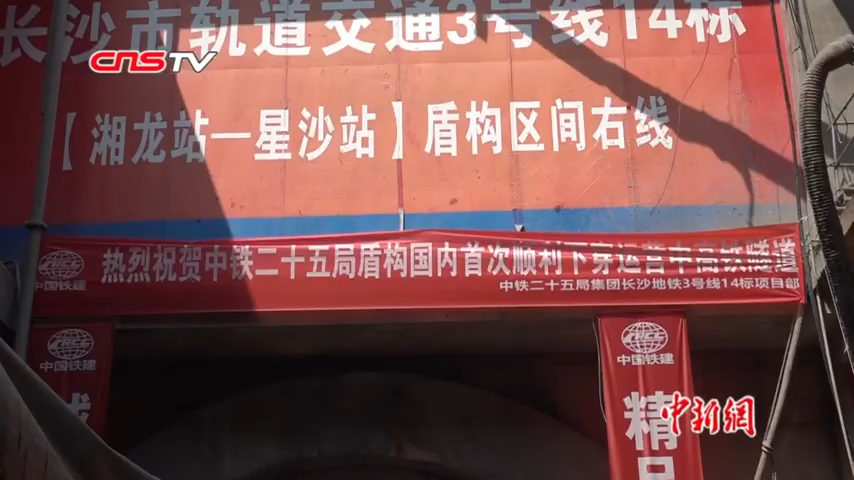 长沙市轨道交通3号线14标
CNSTV
【湘龙站—星沙站】盾构区间右线
热烈祝贺中铁二十五局盾构国内首次顺利下穿运营中高铁隧道
中铁二十五局集团长沙地铁3号线14标项目部
中国铁建
CRCC
中国铁建
中国铁建
精品
中新網